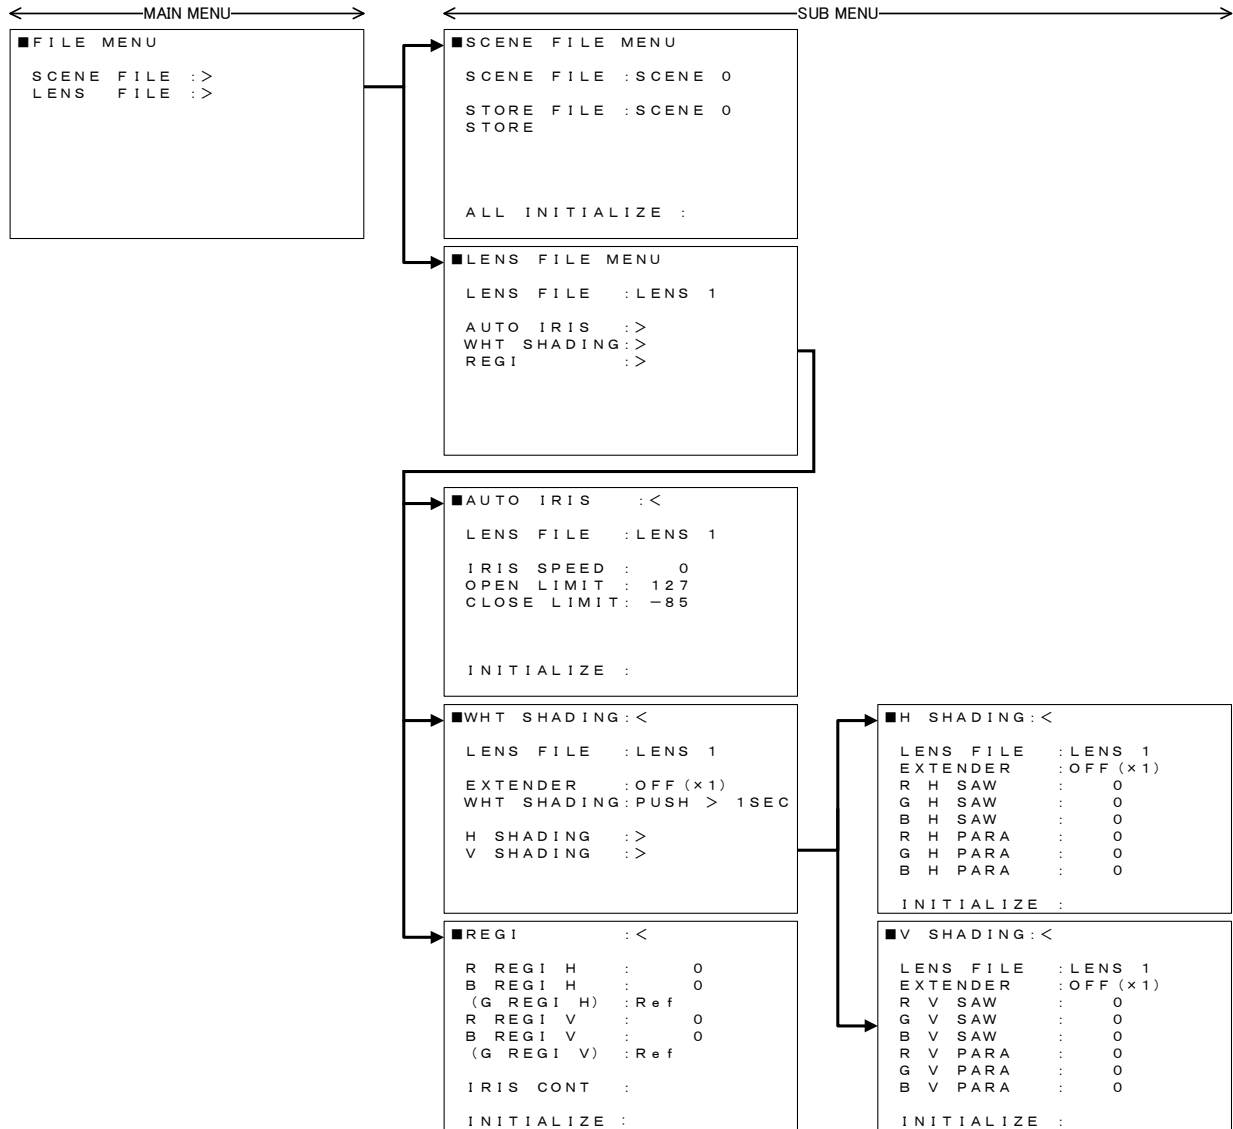 MAIN MENU
SUB MENU
■FILE MENU
SCENE FILE :>
LENS FILE :>
■SCENE FILE MENU
SCENE FILE :SCENE 0
STORE FILE :SCENE 0
STORE
ALL INITIALIZE :
■LENS FILE MENU
LENS FILE :LENS 1
AUTO IRIS :>
WHT SHADING:>
REGI :>
■AUTO IRIS :<
LENS FILE :LENS 1
IRIS SPEED : 0
OPEN LIMIT : 127
CLOSE LIMIT: −85
INITIALIZE :
■WHT SHADING:<
LENS FILE :LENS 1
EXTENDER :OFF(×1)
WHT SHADING:PUSH > 1SEC
H SHADING :>
V SHADING :>
■H SHADING:<
LENS FILE :LENS 1
EXTENDER :OFF(×1)
R H SAW : 0
G H SAW : 0
B H SAW : 0
R H PARA : 0
G H PARA : 0
B H PARA : 0
INITIALIZE :
■REGI :<
R REGI H : 0
B REGI H : 0
(G REGI H) :Ref
R REGI V : 0
B REGI V : 0
(G REGI V) :Ref
IRIS CONT :
INITIALIZE :
■V SHADING:<
LENS FILE :LENS 1
EXTENDER :OFF(×1)
R V SAW : 0
G V SAW : 0
B V SAW : 0
R V PARA : 0
G V PARA : 0
B V PARA : 0
INITIALIZE :